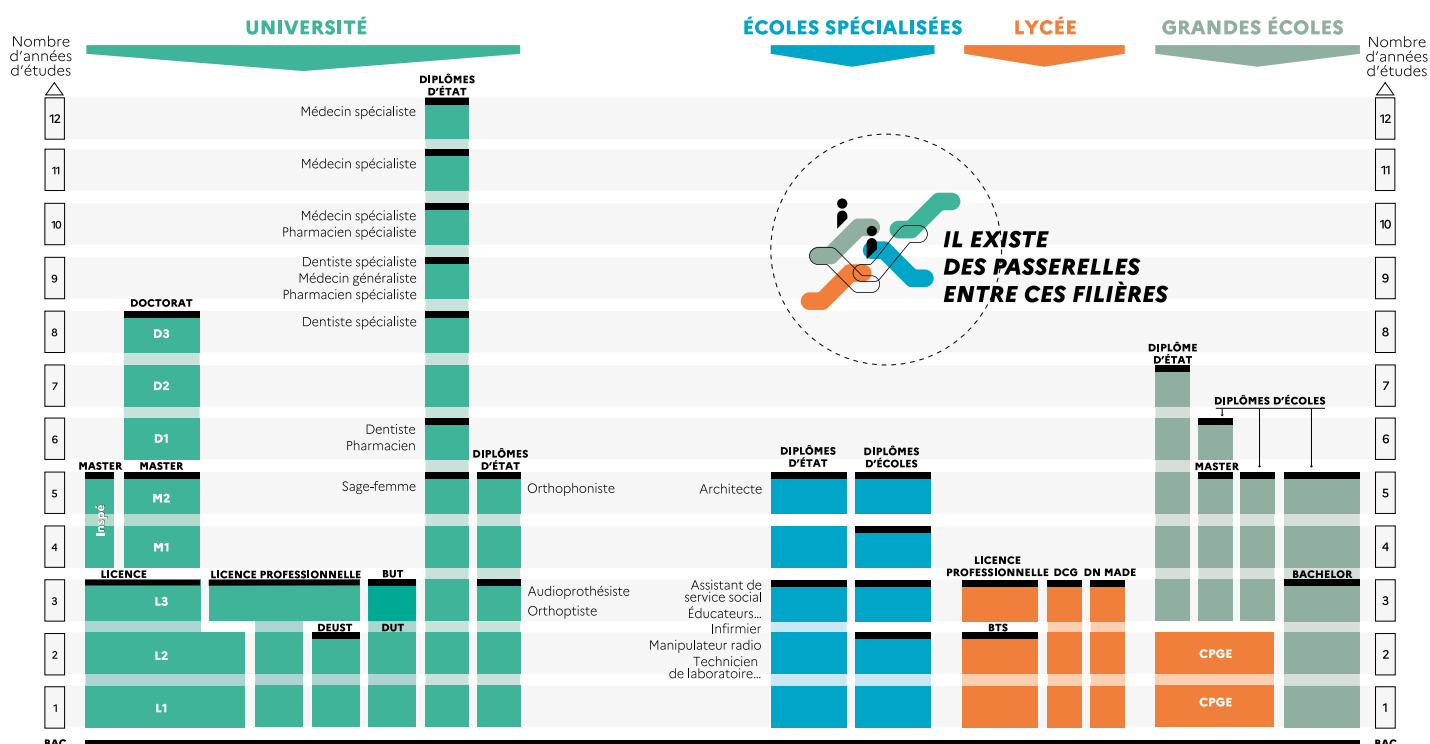 UNIVERSITÉ
ÉCOLES SPÉCIALISÉES
LYCÉE
GRANDES ÉCOLES
Nombre
d'années
d'études
Nombre
d'années
d'études
DIPLÔMES
D'ÉTAT
12
Médecin spécialiste
12
11
Médecin spécialiste
11
10
Médecin spécialiste
Pharmacien spécialiste
10
IL EXISTE
DES PASSERELLES
ENTRE CES FILIÈRES
9
Dentiste spécialiste
Médecin généraliste
Pharmacien spécialiste
9
DOCTORAT
8
D3
Dentiste spécialiste
8
DIPLÔME
D'ÉTAT
7
D2
7
DIPLÔMES D'ÉCOLES
6
D1
Dentiste
Pharmacien
6
DIPLÔMES
D'ÉTAT
DIPLÔMES
D'ÉTAT
DIPLÔMES
D'ÉCOLES
MASTER
MASTER
MASTER
5
M2
Sage-femme
Orthophoniste
Architecte
5
Inspé
4
M1
4
LICENCE
LICENCE PROFESSIONNELLE
BUT
LICENCE
PROFESSIONNELLE
DCG
DN MADE
BACHELOR
3
L3
Audioprothésiste
Orthoptiste
Assistant de
service social
Éducateurs...
Infirmier
Manipulateur radio
Technicien
de laboratoire...
3
DEUST
DUT
BTS
2
L2
CPGE
2
1
L1
CPGE
1
BAC
BAC